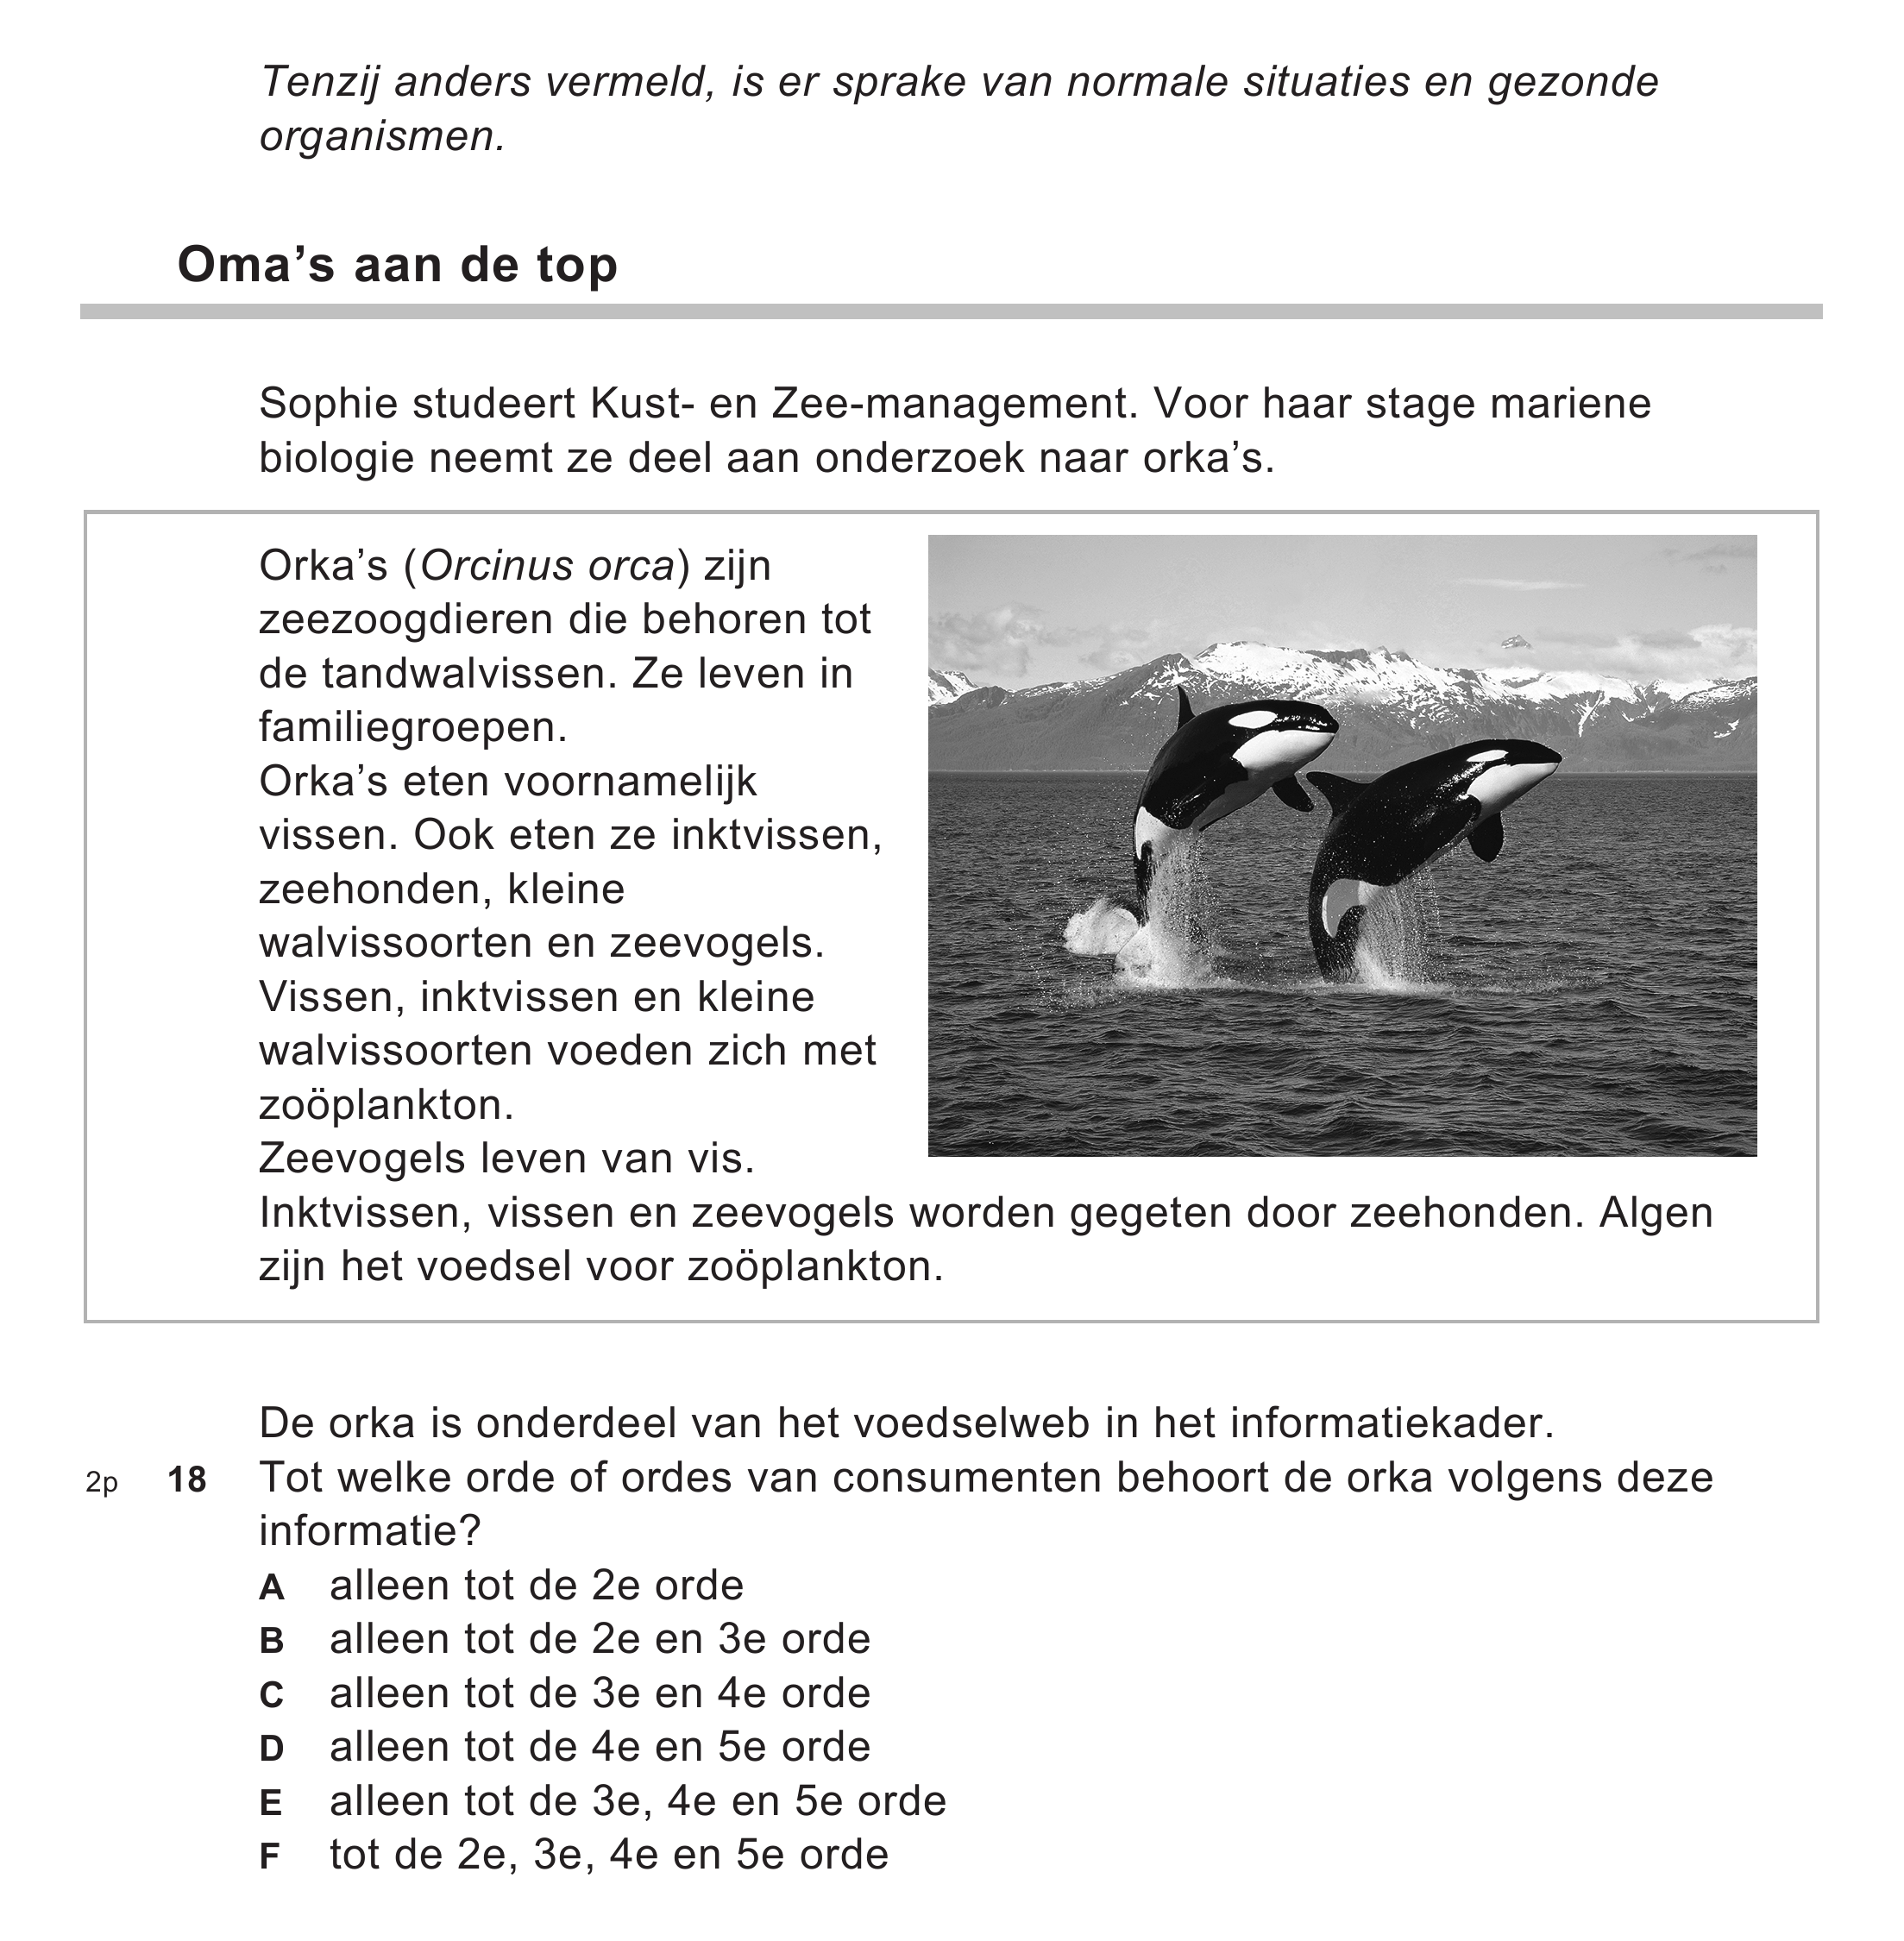 Tenzij anders vermeld, is er sprake van normale situaties en gezonde
organismen.
Oma’s aan de top
Sophie studeert Kust- en Zee-management. Voor haar stage mariene
biologie neemt ze deel aan onderzoek naar orka’s.
Orka’s (Orcinus orca) zijn
zeezoogdieren die behoren tot
de tandwalvissen. Ze leven in
familiegroepen.
Orka’s eten voornamelijk
vissen. Ook eten ze inktvissen,
zeehonden, kleine
walvissoorten en zeevogels.
Vissen, inktvissen en kleine
walvissoorten voeden zich met
zoöplankton.
Zeevogels leven van vis.
Inktvissen, vissen en zeevogels worden gegeten door zeehonden. Algen
zijn het voedsel voor zoöplankton.
De orka is onderdeel van het voedselweb in het informatiekader.
2p 18 Tot welke orde of ordes van consumenten behoort de orka volgens deze
informatie?
A alleen tot de 2e orde
B alleen tot de 2e en 3e orde
C alleen tot de 3e en 4e orde
D alleen tot de 4e en 5e orde
E alleen tot de 3e, 4e en 5e orde
F tot de 2e, 3e, 4e en 5e orde